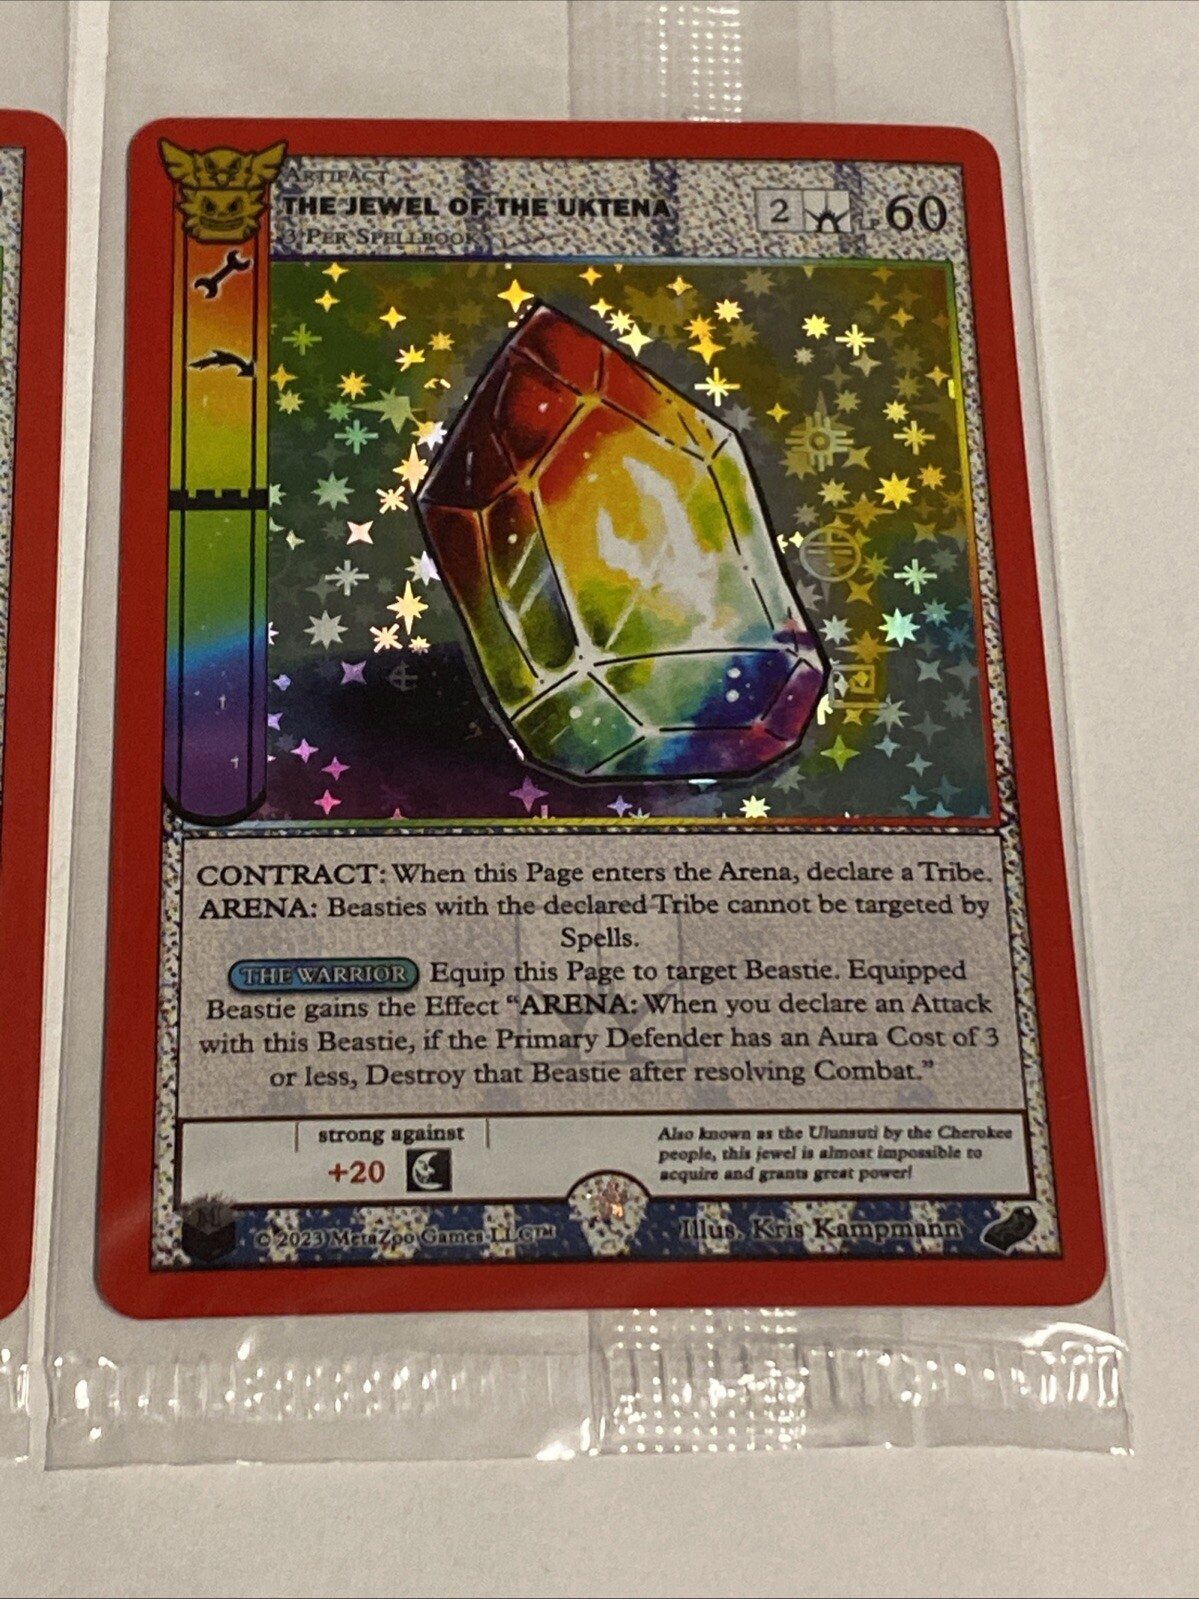 ARTIFACT
THE JEWEL OF THE UKTENA
3 PER SPELLBOOK
2
LP 60
CONTRACT: When this Page enters the Arena, declare a Tribe.
ARENA: Beasties with the declared Tribe cannot be targeted by
Spells.
THE WARRIOR Equip this Page to target Beastie. Equipped
Beastie gains the Effect “ARENA: When you declare an Attack
with this Beastie, if the Primary Defender has an Aura Cost of 3
or less, Destroy that Beastie after resolving Combat.”
strong against
+20
Also known as the Ulunsuti by the Cherokee
people, this jewel is almost impossible to
acquire and grants great power!
M
© 2023 MetaZoo Games LLC™
Illus. Kris Kampmann